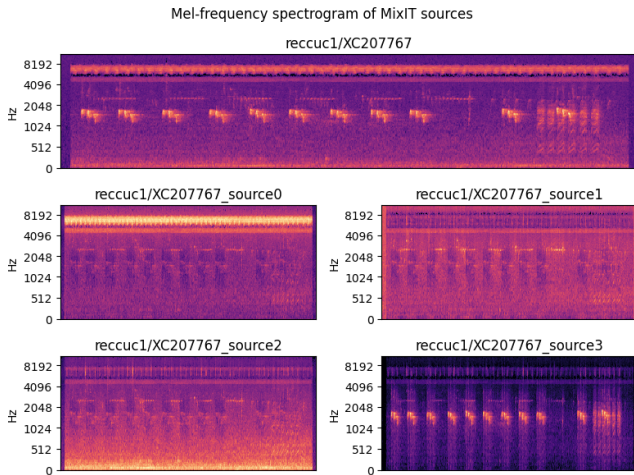 Mel-frequency spectrogram of MixIT sources
reccuc1/XC207767
8192
4096
2048
1024
512
0
Hz
reccuc1/XC207767_source0
8192
4096
2048
1024
512
0
Hz
reccuc1/XC207767_source1
8192
4096
2048
1024
512
0
Hz
reccuc1/XC207767_source2
8192
4096
2048
1024
512
0
Hz
reccuc1/XC207767_source3
8192
4096
2048
1024
512
0
Hz